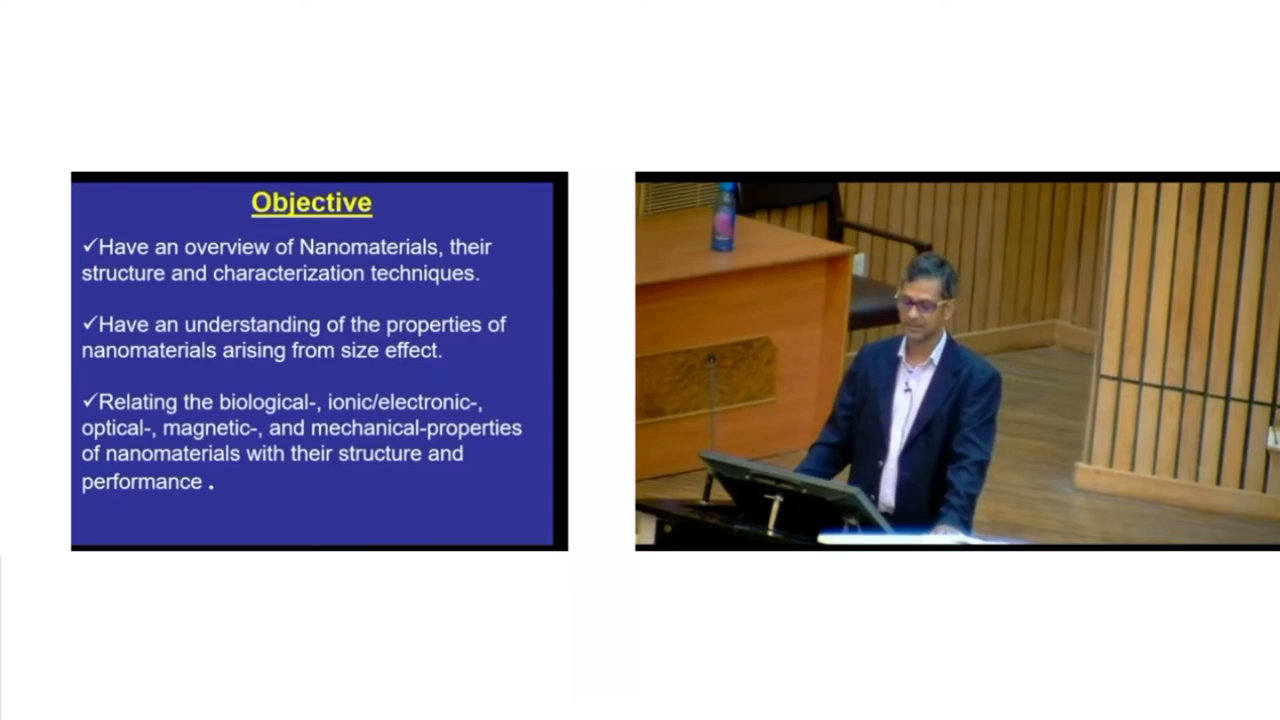 Objective
✓Have an overview of Nanomaterials, their
structure and characterization techniques.
✓Have an understanding of the properties of
nanomaterials arising from size effect.
✓Relating the biological-, ionic/electronic-,
optical-, magnetic-, and mechanical-properties
of nanomaterials with their structure and
performance .